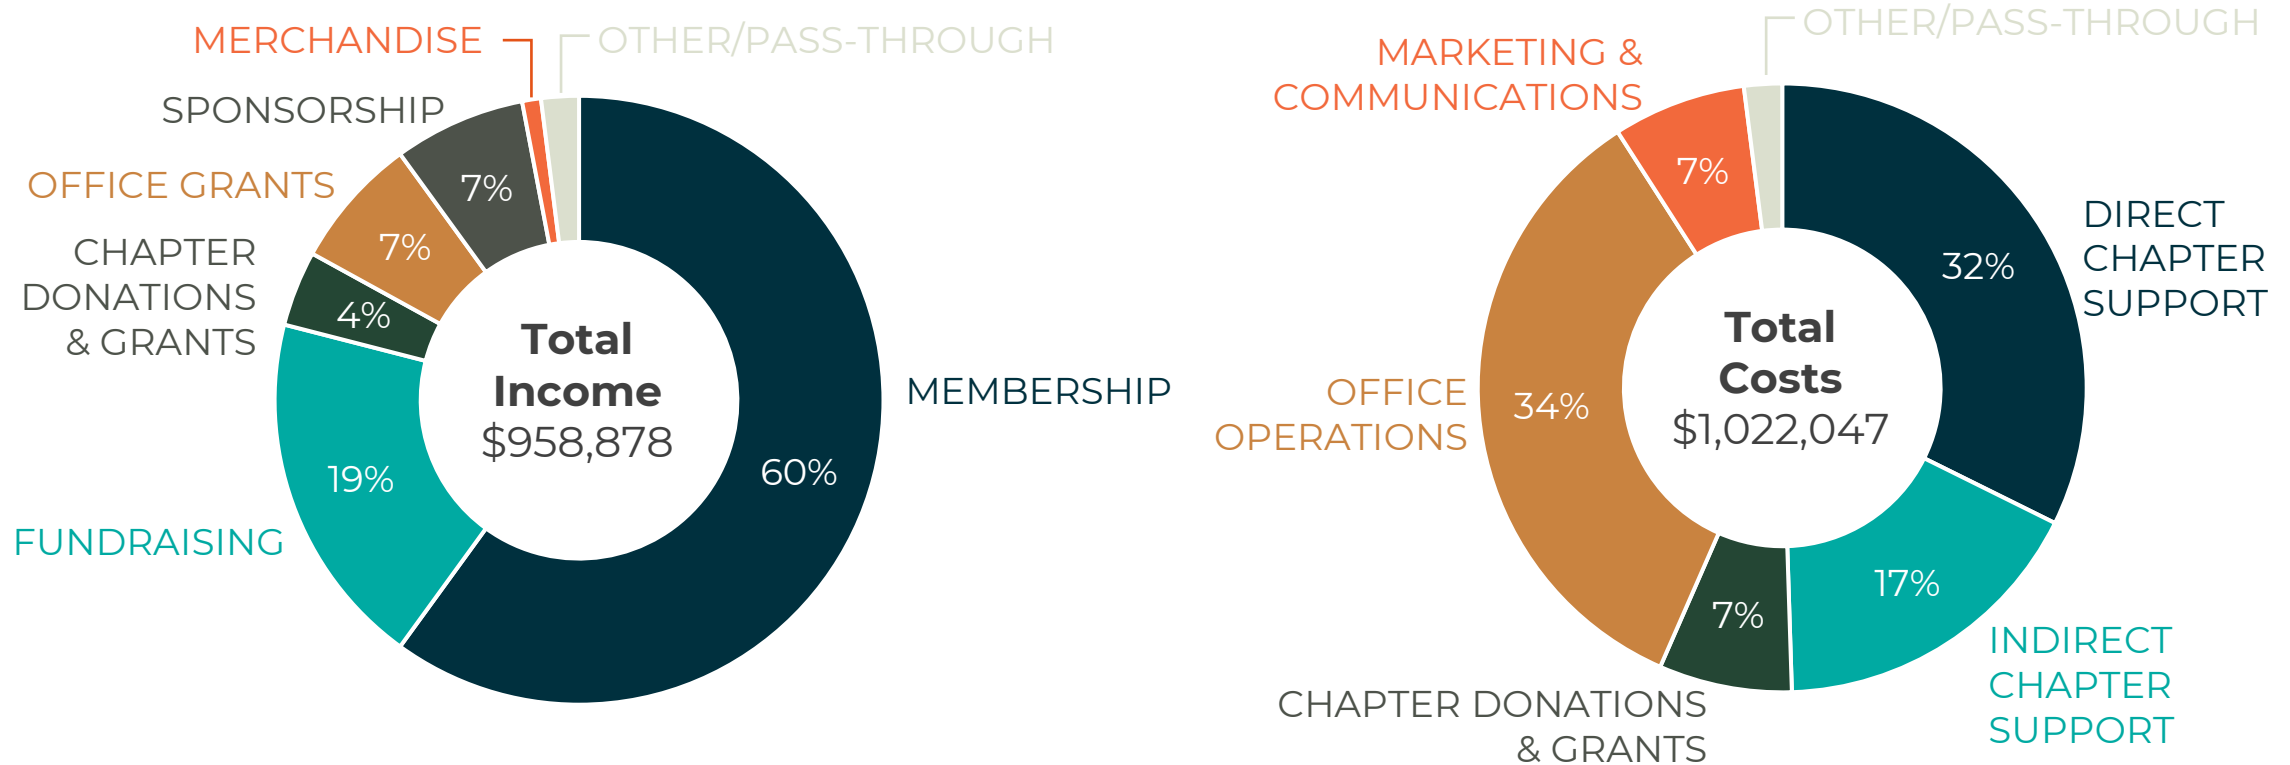 MERCHANDISE
OTHER/PASS-THROUGH
SPONSORSHIP
OFFICE GRANTS
CHAPTER
DONATIONS
& GRANTS
FUNDRAISING
MEMBERSHIP
7%
7%
4%
19%
60%
Total
Income
$958,878
OTHER/PASS-THROUGH
MARKETING &
COMMUNICATIONS
DIRECT
CHAPTER
SUPPORT
OFFICE
OPERATIONS
INDIRECT
CHAPTER
SUPPORT
CHAPTER DONATIONS
& GRANTS
7%
32%
34%
17%
7%
Total
Costs
$1,022,047